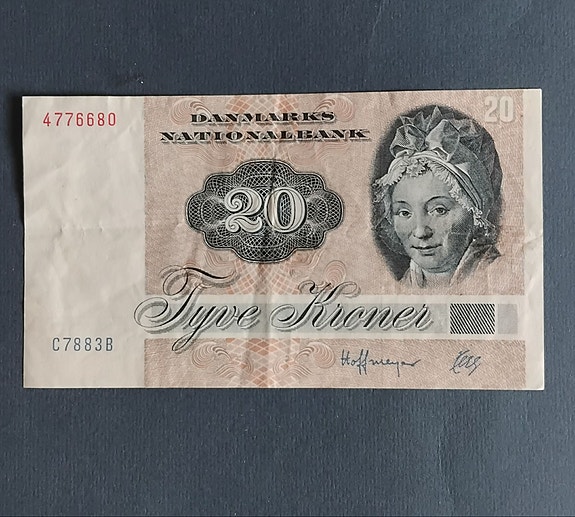 4776680
DANMARKS
NATIONALBANK
20
20
Tyve Kroner
C7883B
Hoffmeyer